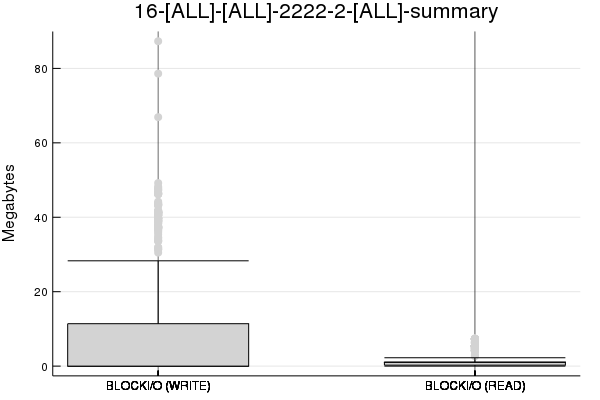 16-[ALL]-[ALL]-2222-2-[ALL]-summary
Megabytes
80
60
40
20
0
BLOCKI/O (WRITE)
BLOCKI/O (READ)